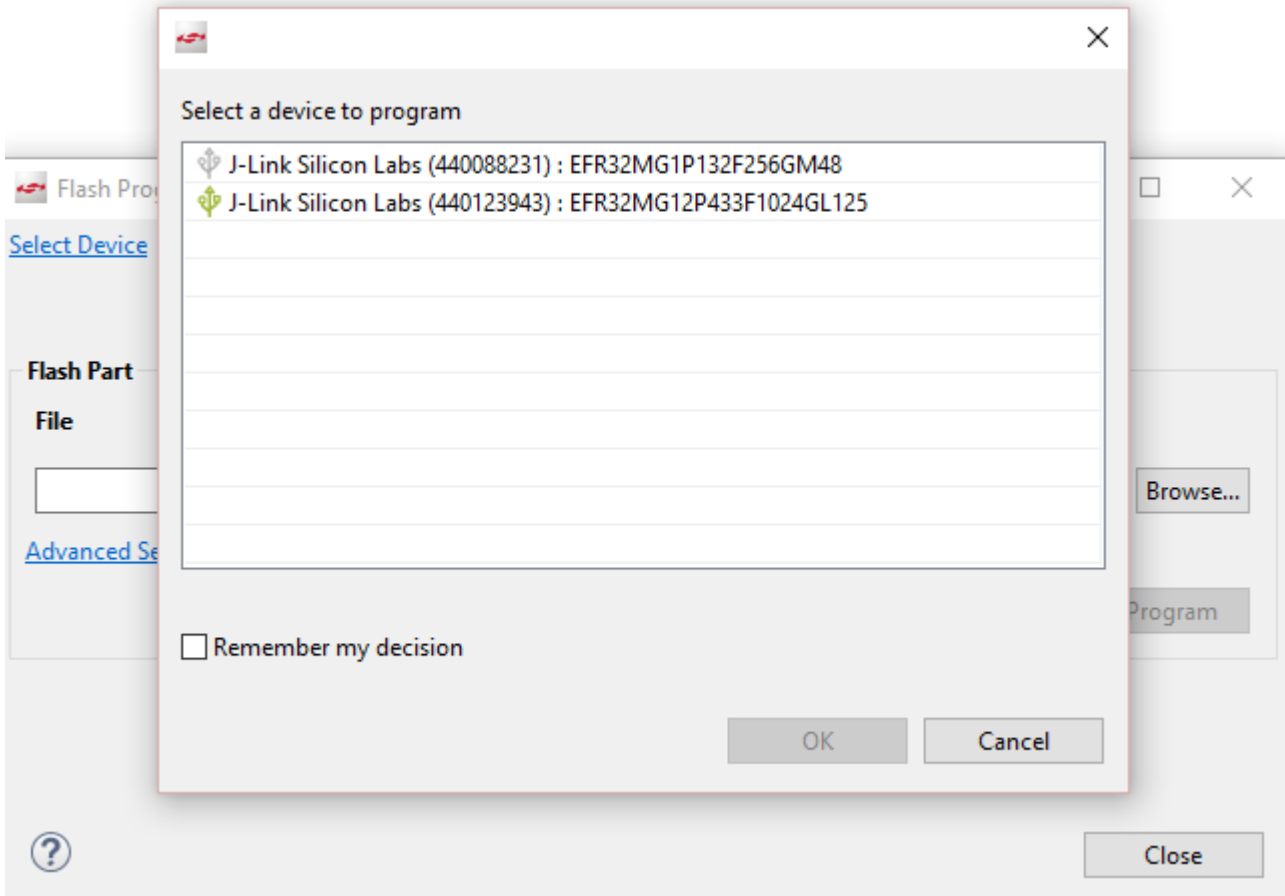 Select a device to program
J-Link Silicon Labs (440088231) : EFR32MG1P132F256GM48
J-Link Silicon Labs (440123943) : EFR32MG12P433F1024GL125
Flash Pro
Select Device
Flash Part
File
Browse...
Advanced Se
Program
Remember my decision
OK
Cancel
Close